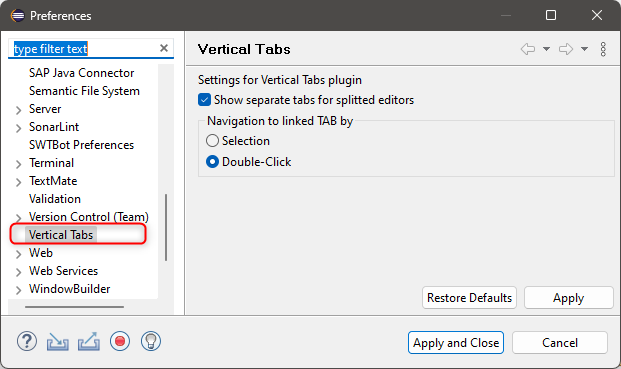 Preferences
type filter text
SAP Java Connector
Semantic File System
Server
SonarLint
SWTBot Preferences
Terminal
TextMate
Validation
Version Control (Team)
Vertical Tabs
Web
Web Services
WindowBuilder
Vertical Tabs
Settings for Vertical Tabs plugin
Show separate tabs for splitted editors
Navigation to linked TAB by
Selection
Double-Click
Restore Defaults
Apply
Apply and Close
Cancel